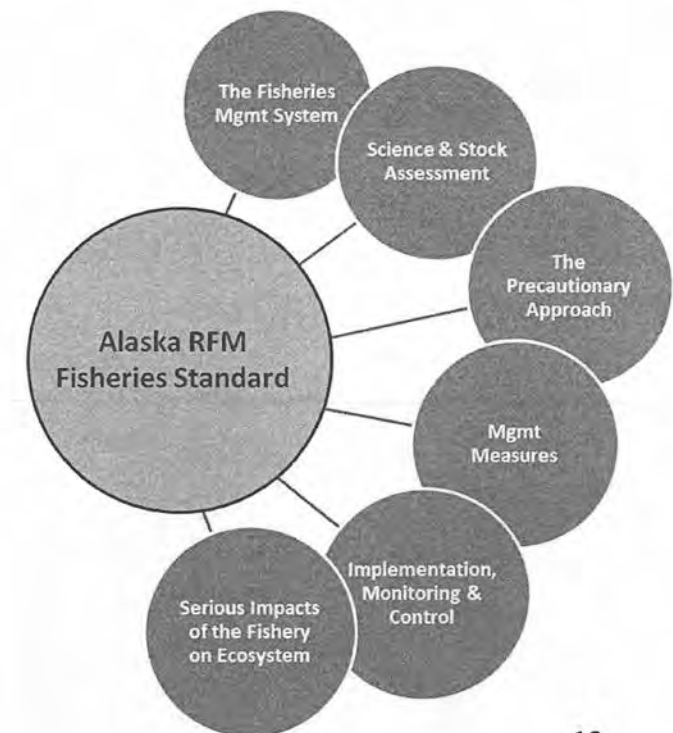 The Fisheries
Mgmt System
Science & Stock
Assessment
The
Precautionary
Approach
Alaska RFM
Fisheries Standard
Mgmt
Measures
Implementation,
Monitoring &
Control
Serious Impacts
of the Fishery
on Ecosystem